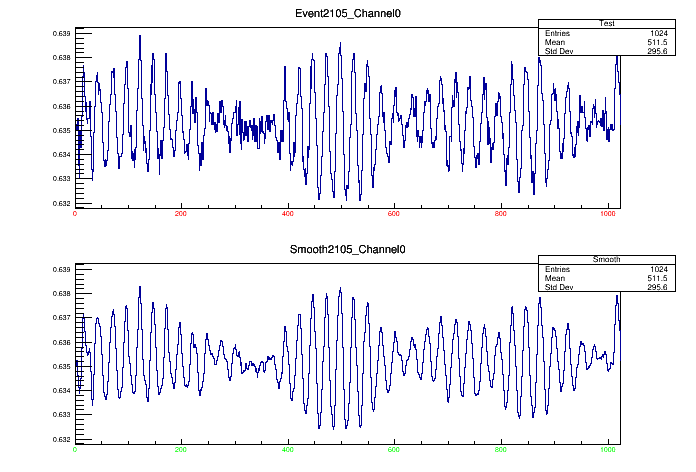 Event2105_Channel0
Test
Entries 1024
Mean 511.5
Std Dev 295.6
0.639
0.638
0.637
0.636
0.635
0.634
0.633
0.632
0 200 400 600 800 1000
Smooth2105_Channel0
Smooth
Entries 1024
Mean 511.5
Std Dev 295.6
0.639
0.638
0.637
0.636
0.635
0.634
0.633
0.632
0 200 400 600 800 1000